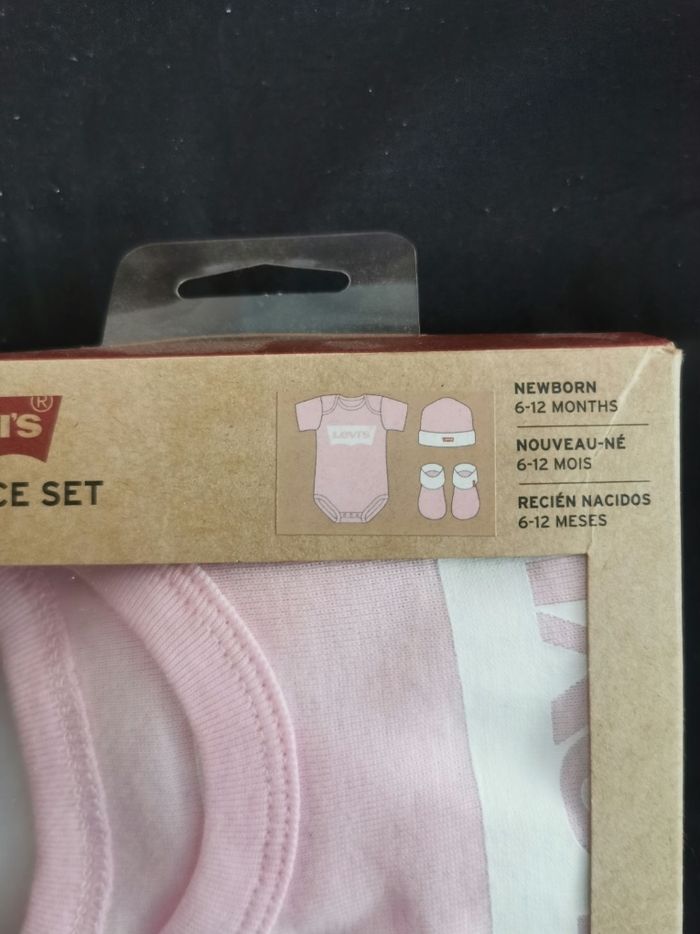 I'S®
CE SET
Levi's
NEWBORN
6-12 MONTHS
NOUVEAU-NÉ
6-12 MOIS
RECIÉN NACIDOS
6-12 MESES